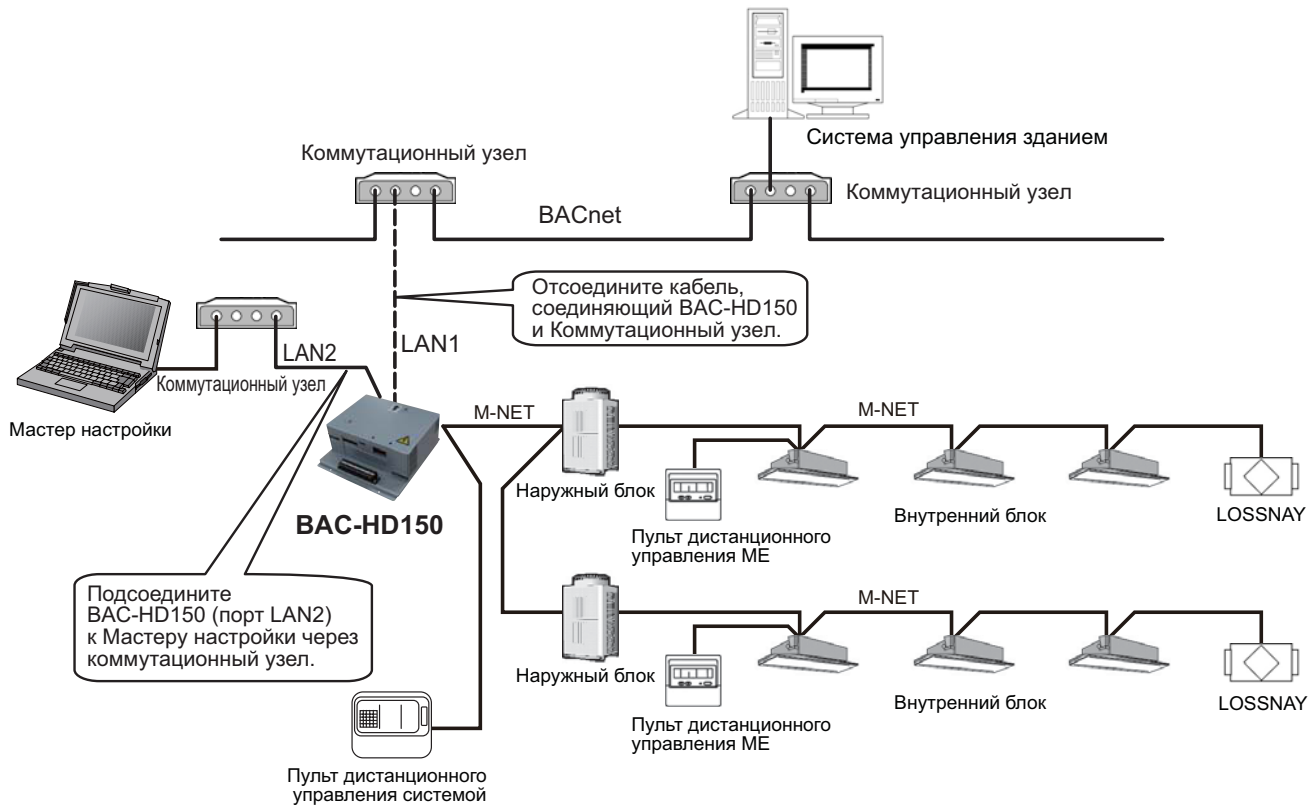 Система управления зданием
Коммутационный узел
Коммутационный узел
BACnet
Отсоедините кабель,
соединяющий BAC-HD150
и Коммутационный узел.
LAN2
LAN1
Коммутационный узел
Мастер настройки
M-NET
M-NET
BAC-HD150
Наружный блок
Пульт дистанционного
управления ME
Внутренний блок
LOSSNAY
Подсоедините
BAC-HD150 (порт LAN2)
к Мастеру настройки через
коммутационный узел.
M-NET
Наружный блок
Пульт дистанционного
управления ME
Внутренний блок
LOSSNAY
Пульт дистанционного
управления системой